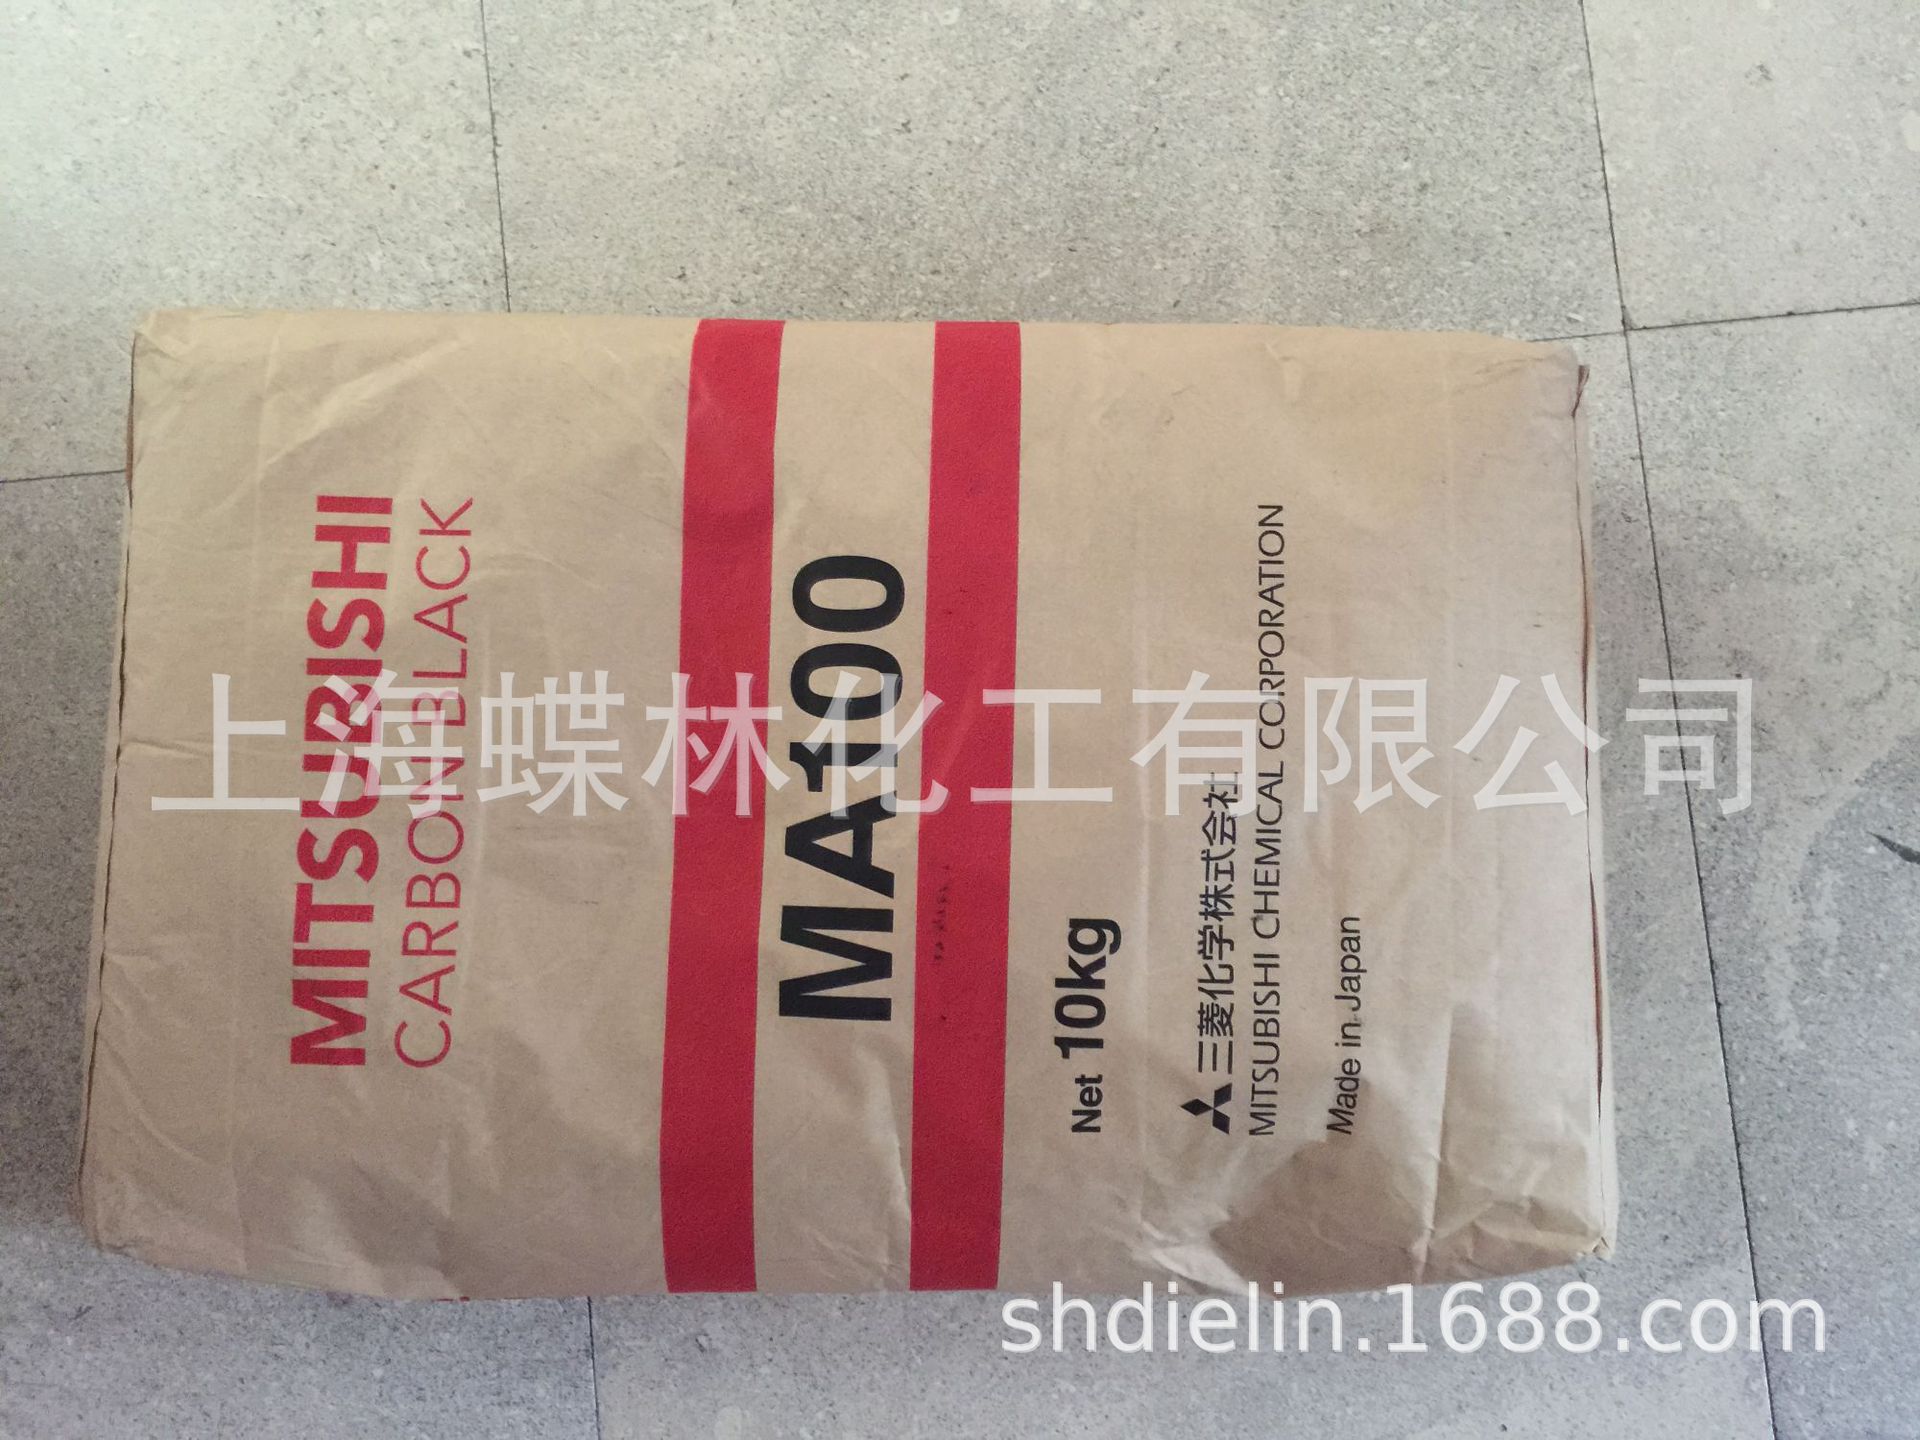 MITSUBISHI
CARBON BLACK
MA100
Net 10kg
三菱化学株式会社
MITSUBISHI CHEMICAL CORPORATION
Made in Japan
上海蝶林化工有限公司
shdielin.1688.com